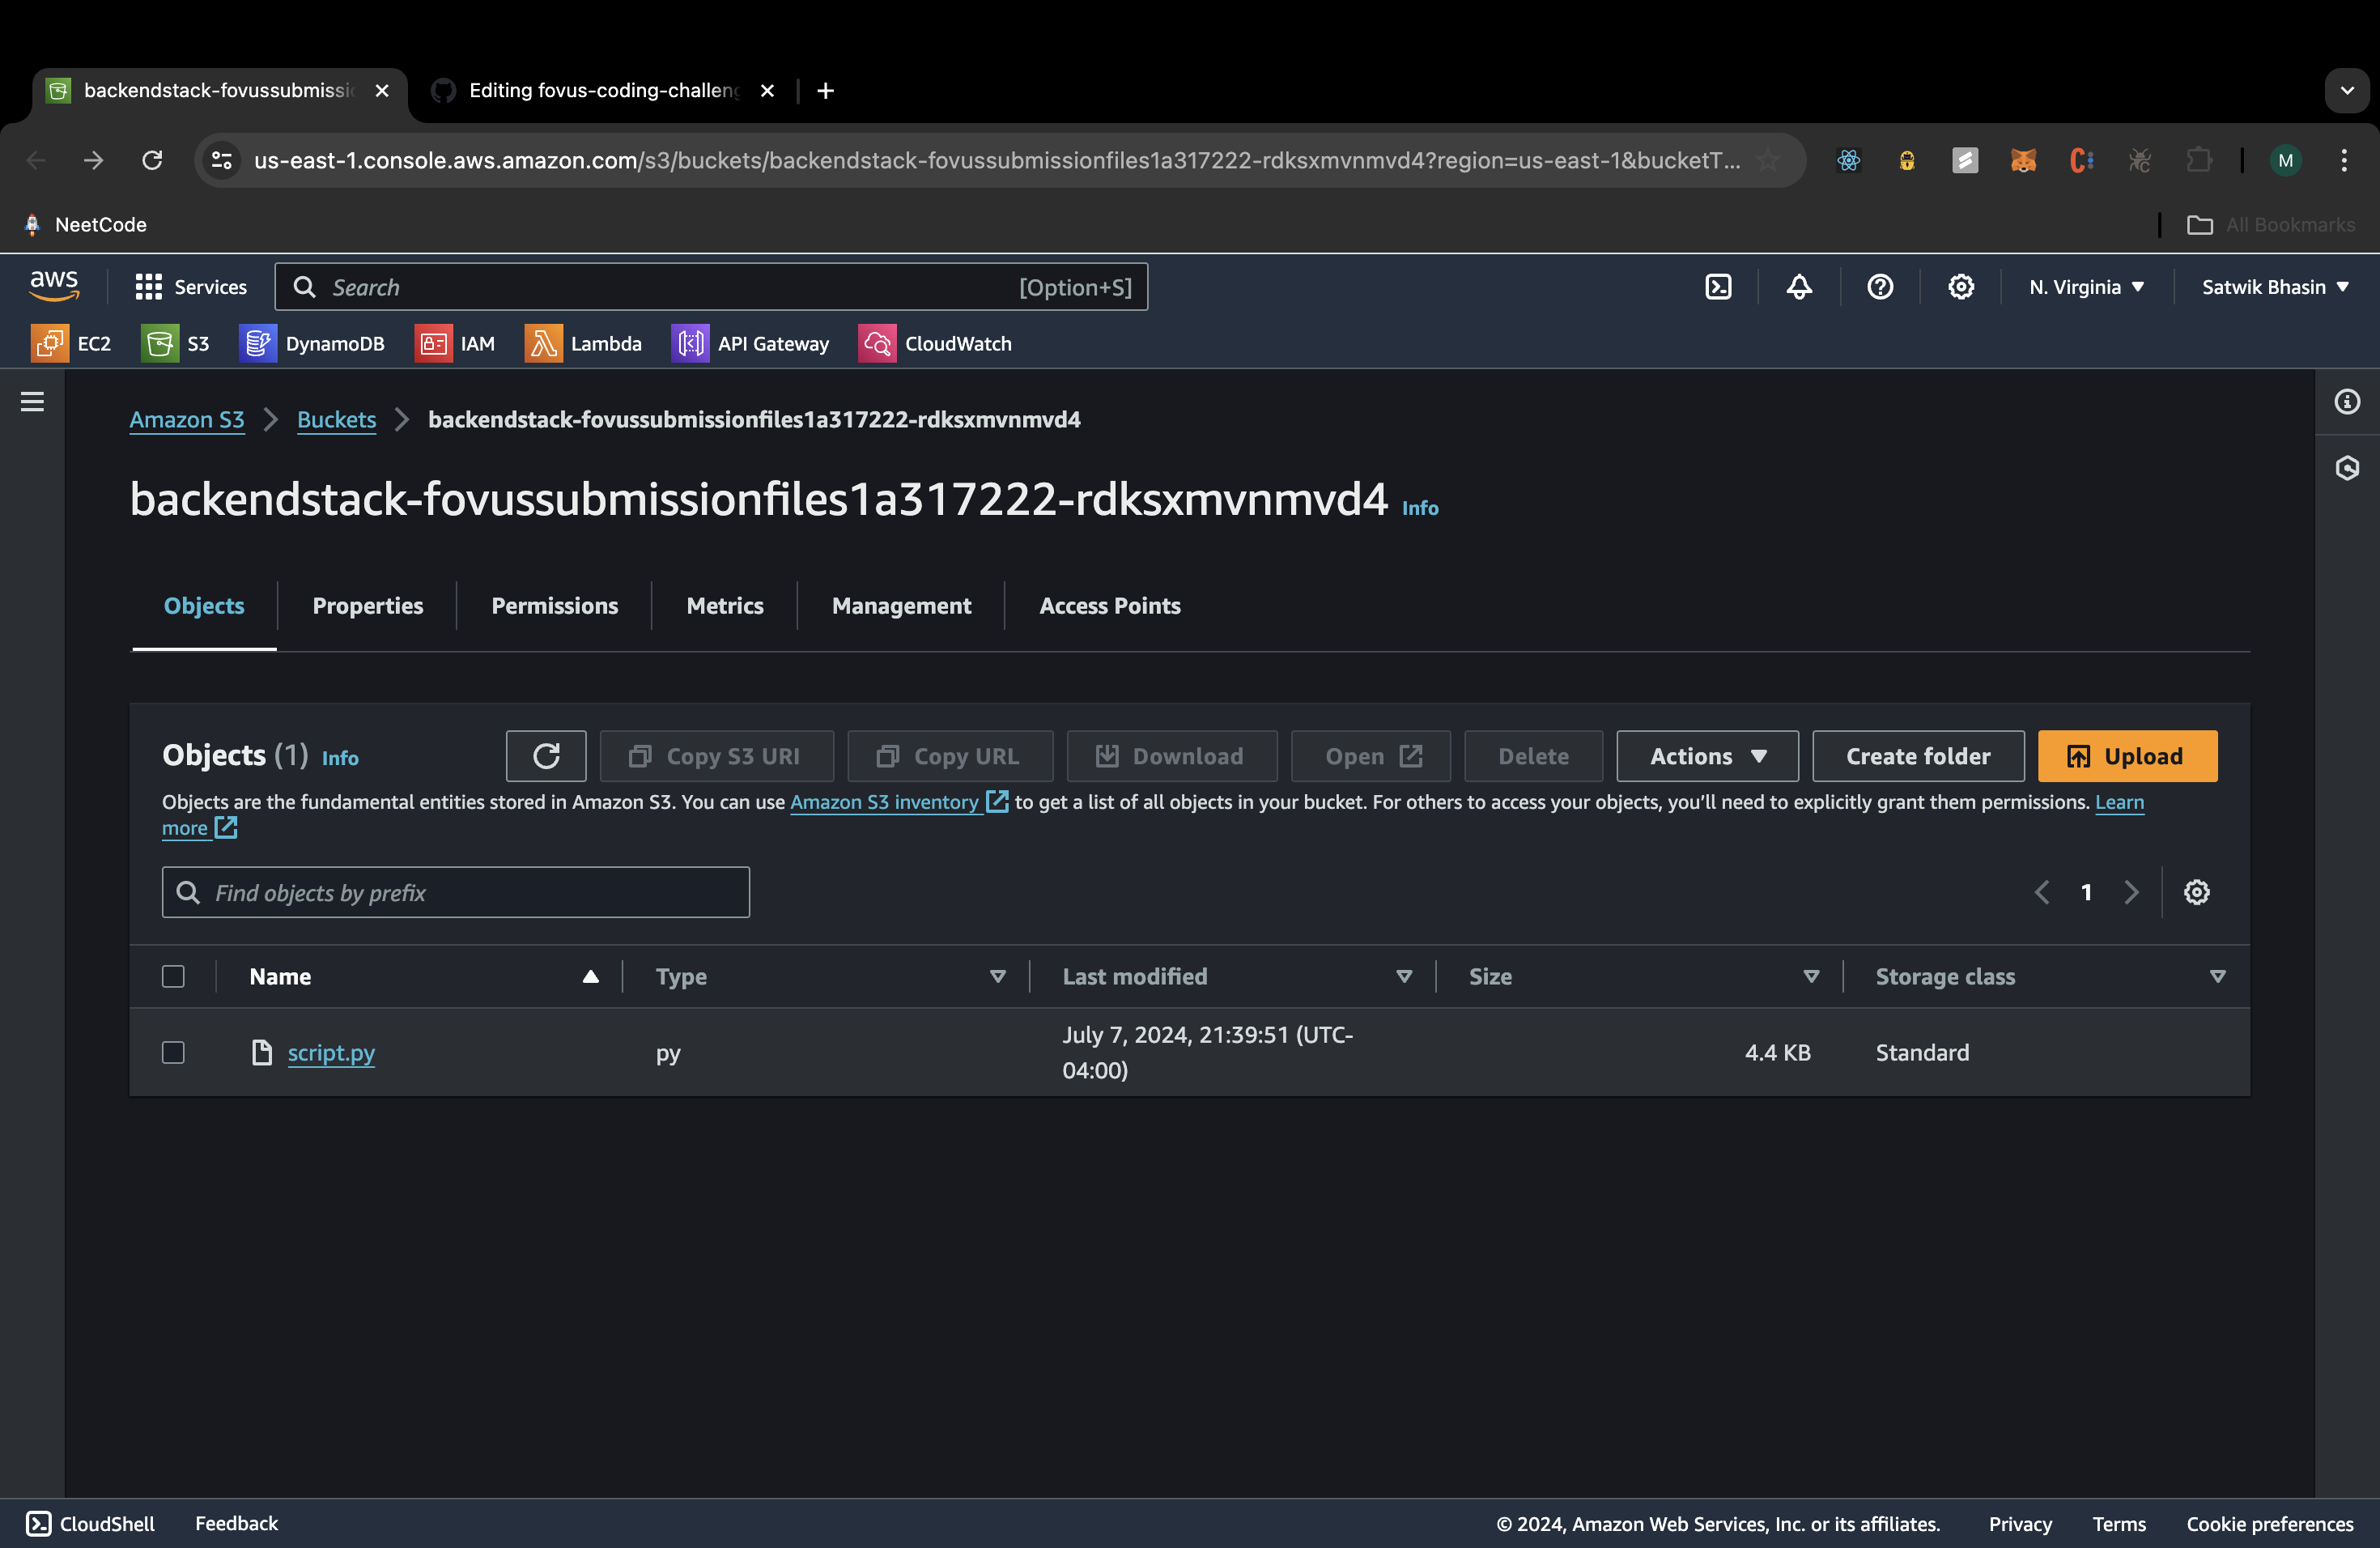 backendstack-fovussubmissi
Editing fovus-coding-challeng
us-east-1.console.aws.amazon.com/s3/buckets/backendstack-fovussubmissionfiles1a317222-rdksxmvnmvd4?region=us-east-1&bucketT...
M
NeetCode
All Bookmarks
aws
Services
Search
[Option+S]
N. Virginia
Satwik Bhasin
EC2
S3
DynamoDB
IAM
Lambda
API Gateway
CloudWatch
Amazon S3
Buckets
backendstack-fovussubmissionfiles1a317222-rdksxmvnmvd4
backendstack-fovussubmissionfiles1a317222-rdksxmvnmvd4 Info
Objects
Properties
Permissions
Metrics
Management
Access Points
Objects (1) Info
Copy S3 URI
Copy URL
Download
Open
Delete
Actions
Create folder
Upload
Objects are the fundamental entities stored in Amazon S3. You can use Amazon S3 inventory to get a list of all objects in your bucket. For others to access your objects, you’ll need to explicitly grant them permissions. Learn
more
Find objects by prefix
1
Name
Type
Last modified
Size
Storage class
script.py
py
July 7, 2024, 21:39:51 (UTC-
04:00)
4.4 KB
Standard
CloudShell
Feedback
© 2024, Amazon Web Services, Inc. or its affiliates.
Privacy
Terms
Cookie preferences